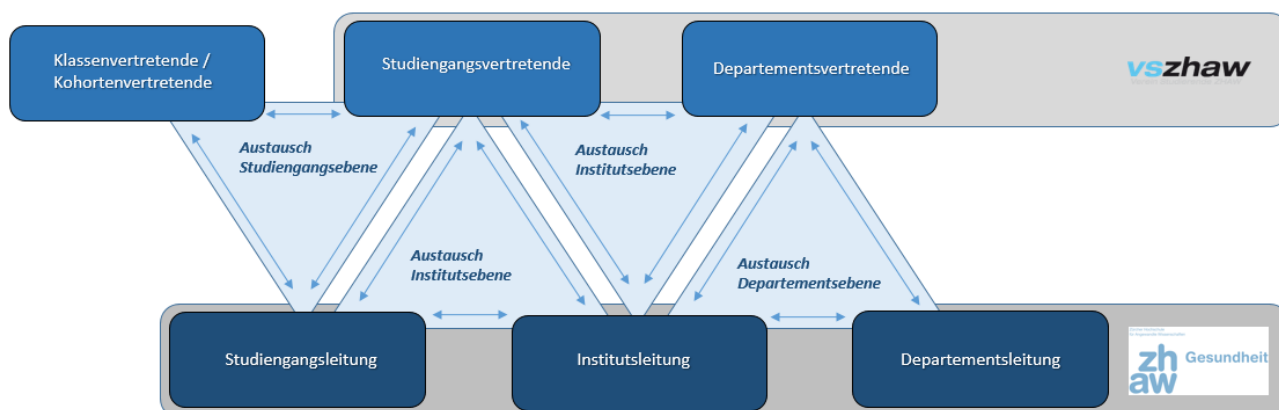 Klassenvertretende /
Kohortenvertretende
Studiengangsvertretende
Departementsvertretende
vszhaw
Austausch
Studiengangsebene
Austausch
Institutsebene
Austausch
Institutsebene
Austausch
Departementsebene
Studiengangsleitung
Institutsleitung
Departementsleitung
zh
aw
Gesundheit